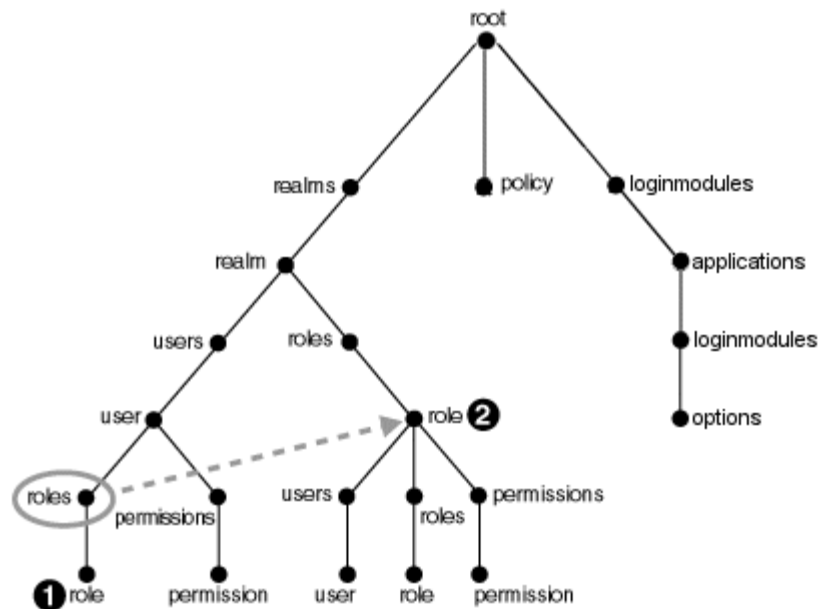 root
realms
policy
loginmodules
realm
applications
users
roles
loginmodules
user
role 2
options
roles
permissions
users
roles
permissions
1 role
permission
user
role
permission